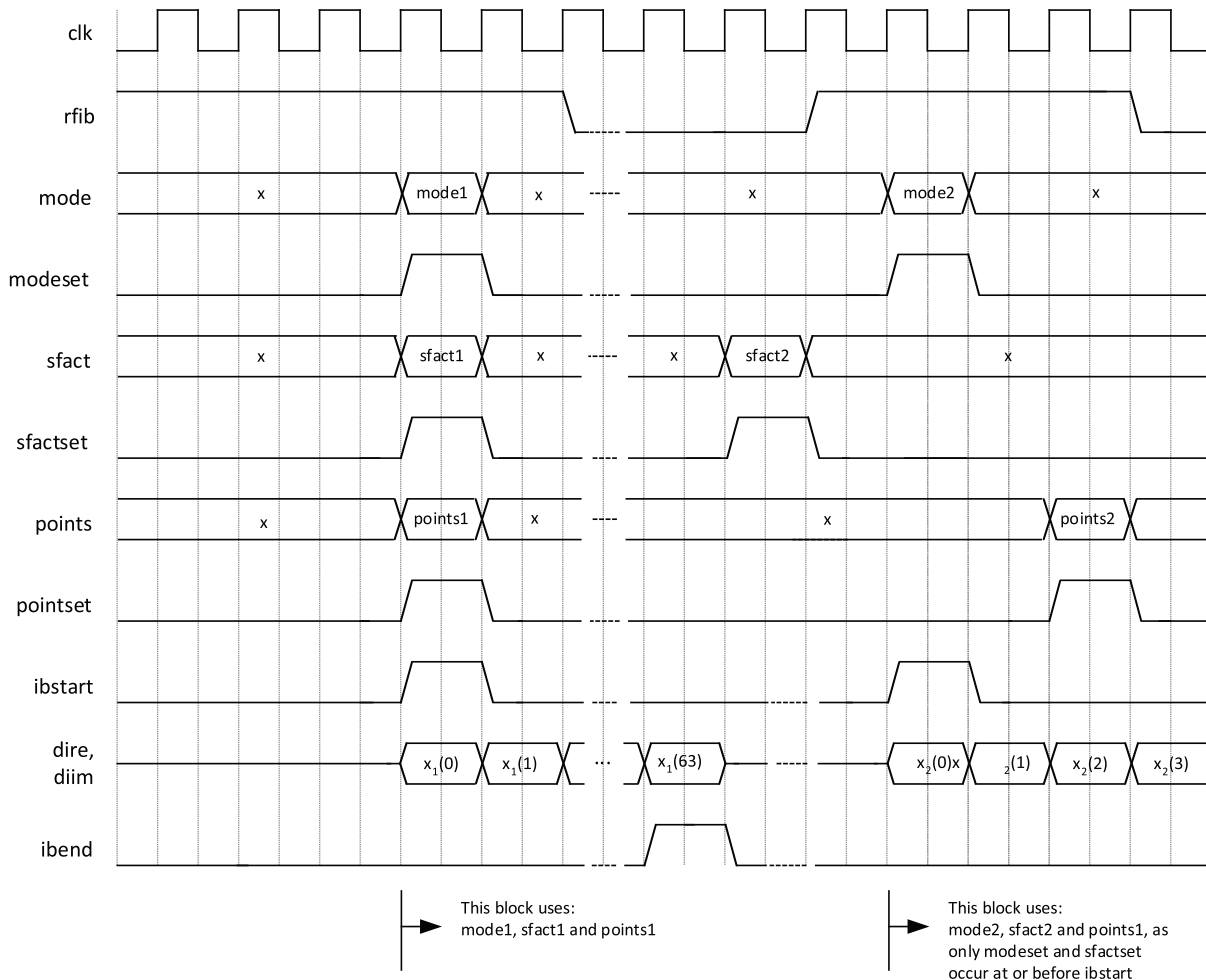 clk
rfib
mode x mode1 x x mode2 x
modeset
sfact x sfact1 x x sfact2 x
sfactset
points x points1 x x points2
pointset
ibstart
dire,
diim x₁(0) x₁(1) ... x₁(63) x₂(0)x ₂(1) x₂(2) x₂(3)
ibend
This block uses:
mode1, sfact1 and points1
This block uses:
mode2, sfact2 and points1, as
only modeset and sfactset
occur at or before ibstart